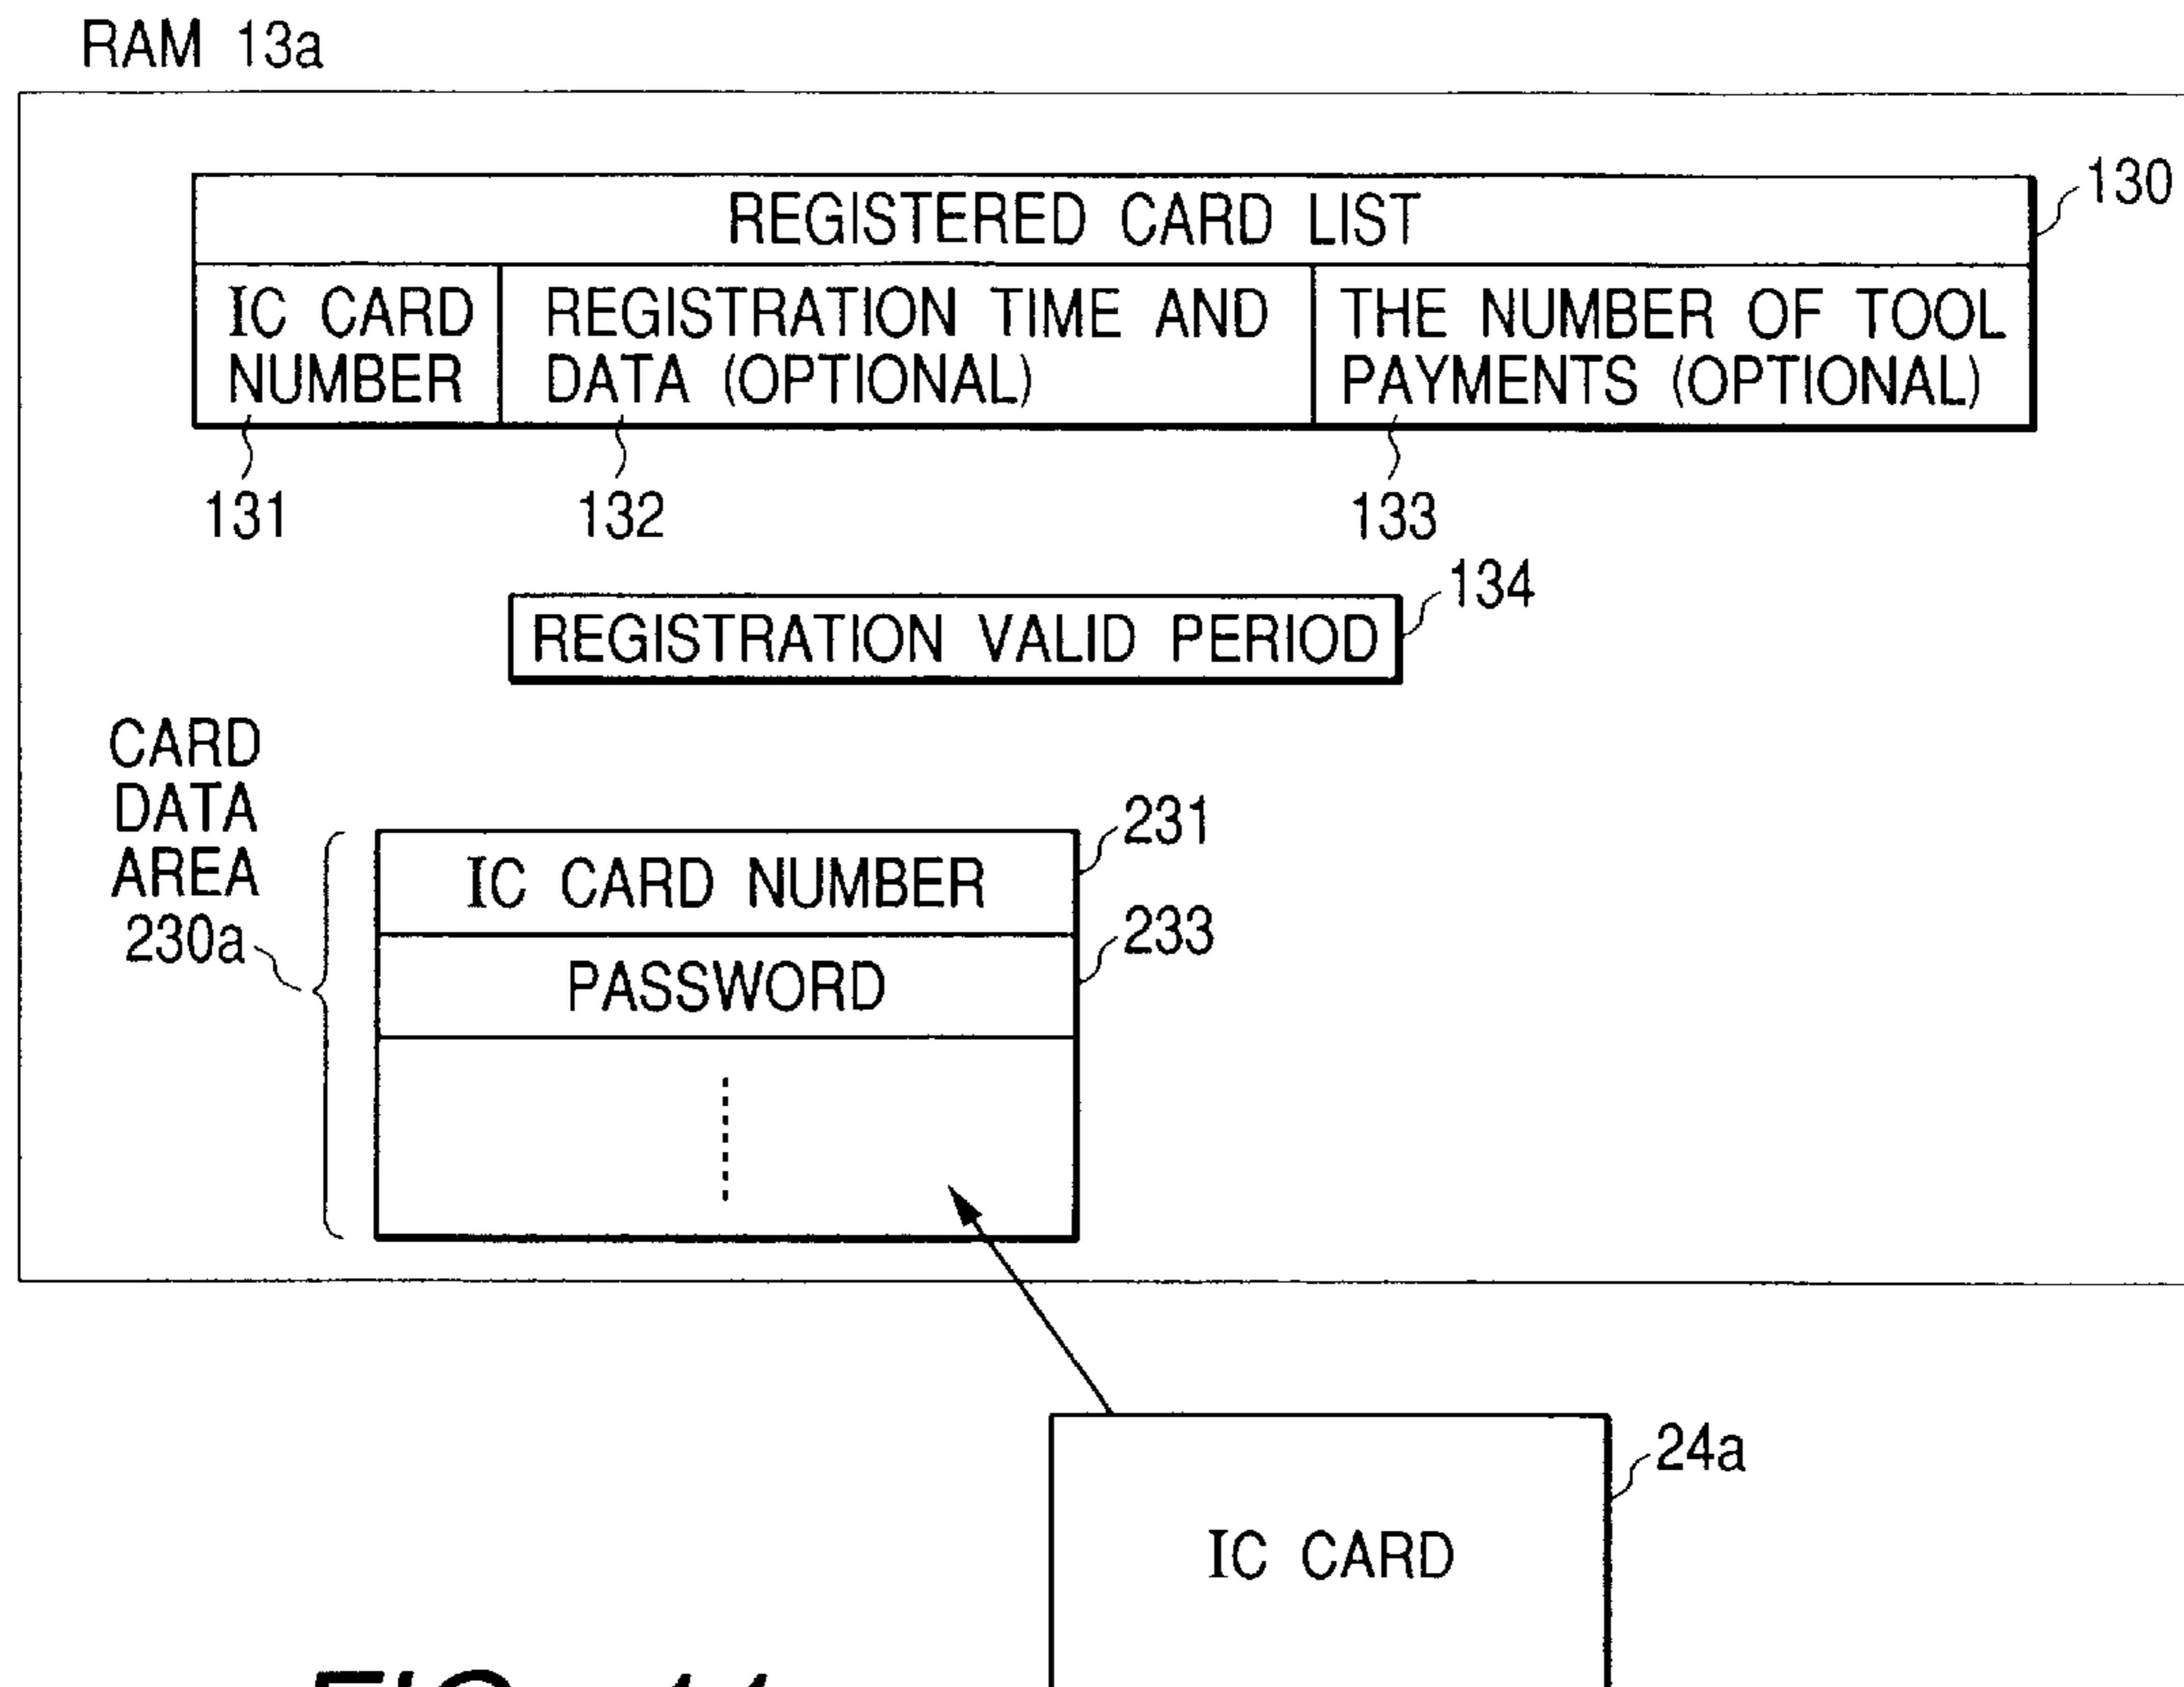 RAM 13a
REGISTERED CARD LIST
130
IC CARD
NUMBER
REGISTRATION TIME AND
DATA (OPTIONAL)
THE NUMBER OF TOOL
PAYMENTS (OPTIONAL)
131
132
133
134
REGISTRATION VALID PERIOD
CARD
DATA
AREA
230a
231
IC CARD NUMBER
233
PASSWORD
24a
IC CARD